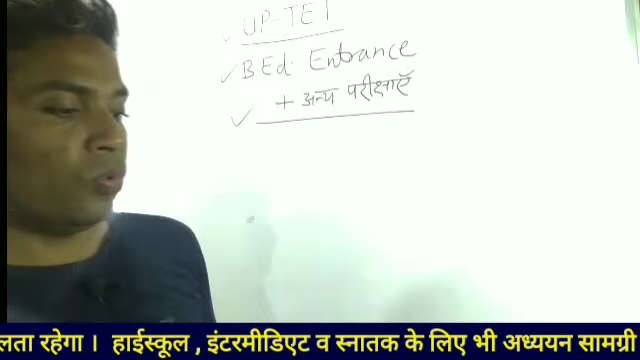 UP-TET
BEd. Entrance
+ अन्य परीक्षाएँ
लता रहेगा । हाईस्कूल , इंटरमीडिएट व स्नातक के लिए भी अध्ययन सामग्री